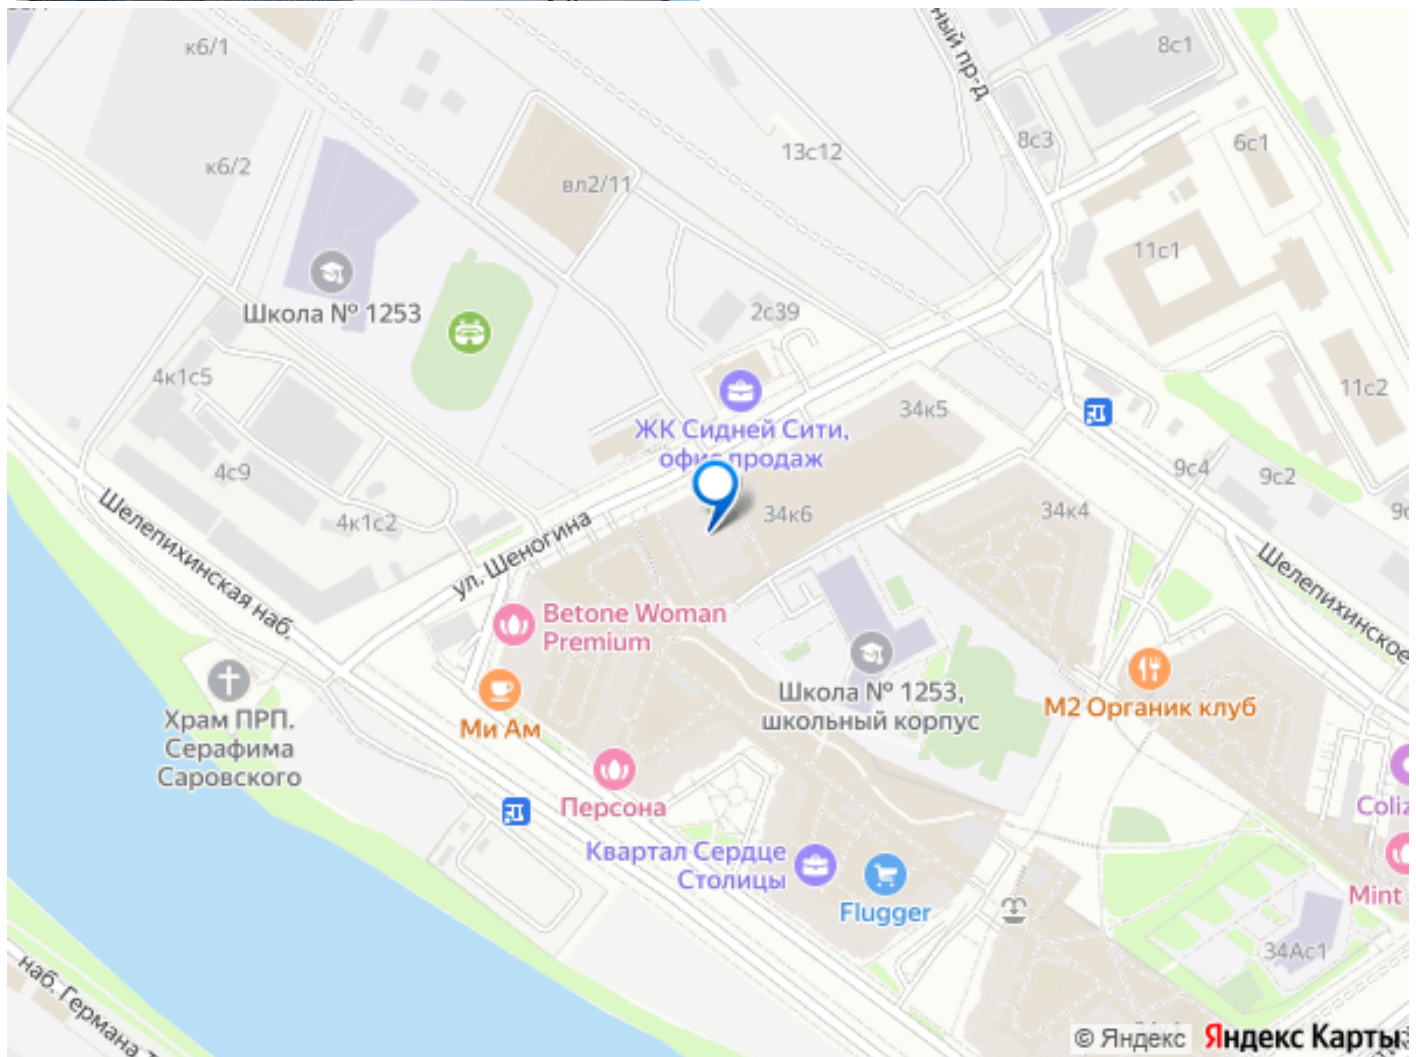 к6/1
ный пр-д
8с1
к6/2
13с12
8с3
6с1
вл2/11
11с1
Школа № 1253
2с39
4к1с5
11с2
34к5
ЖК Сидней Сити,
офис продаж
4с9
9с4
9с2
4к1с2
34к6
34к4
Шелепихинская наб.
ул. Шеногина
Шелепихинское
Betone Woman
Premium
Школа № 1253,
школьный корпус
М2 Органик клуб
Храм ПРП.
Серафима
Саровского
Ми Ам
Персона
Квартал Сердце
Столицы
Flugger
Coliz
Mint
34Ас1
наб. Германа
© Яндекс
Яндекс Карты